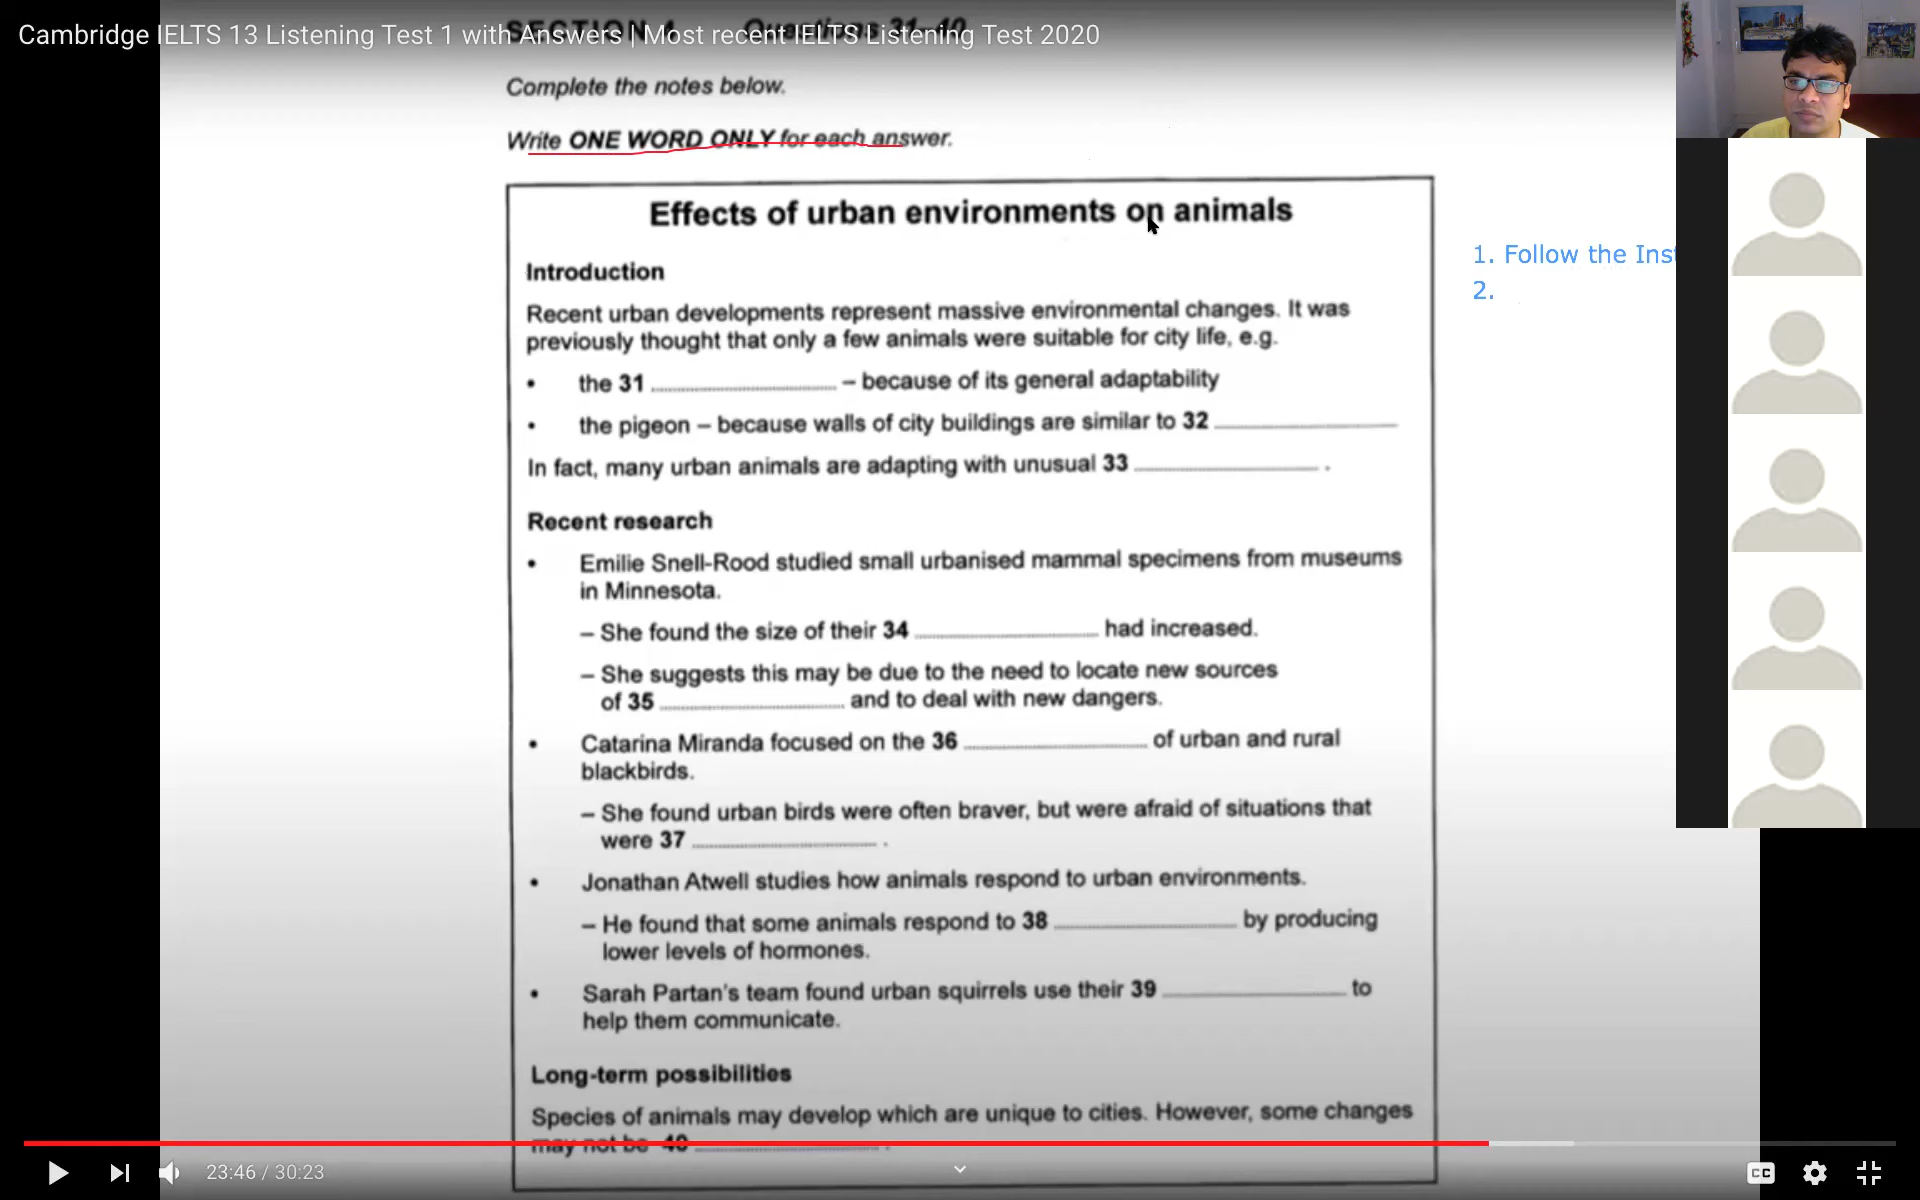 Cambridge IELTS 13 Listening Test 1 with Answers | Most recent IELTS Listening Test 2020
SECTION 4 Questions 31–40
Complete the notes below.
Write ONE WORD ONLY for each answer.
Effects of urban environments on animals
Introduction
Recent urban developments represent massive environmental changes. It was
previously thought that only a few animals were suitable for city life, e.g.
• the 31 .............................. – because of its general adaptability
• the pigeon – because walls of city buildings are similar to 32 ..............................
In fact, many urban animals are adapting with unusual 33 .............................. .
Recent research
• Emilie Snell-Rood studied small urbanised mammal specimens from museums
in Minnesota.
– She found the size of their 34 .............................. had increased.
– She suggests this may be due to the need to locate new sources
of 35 .............................. and to deal with new dangers.
• Catarina Miranda focused on the 36 .............................. of urban and rural
blackbirds.
– She found urban birds were often braver, but were afraid of situations that
were 37 .............................. .
• Jonathan Atwell studies how animals respond to urban environments.
– He found that some animals respond to 38 .............................. by producing
lower levels of hormones.
• Sarah Partan's team found urban squirrels use their 39 .............................. to
help them communicate.
Long-term possibilities
Species of animals may develop which are unique to cities. However, some changes
may not be 40 .............................. .
1. Follow the Inst
2.
23:46 / 30:23
CC